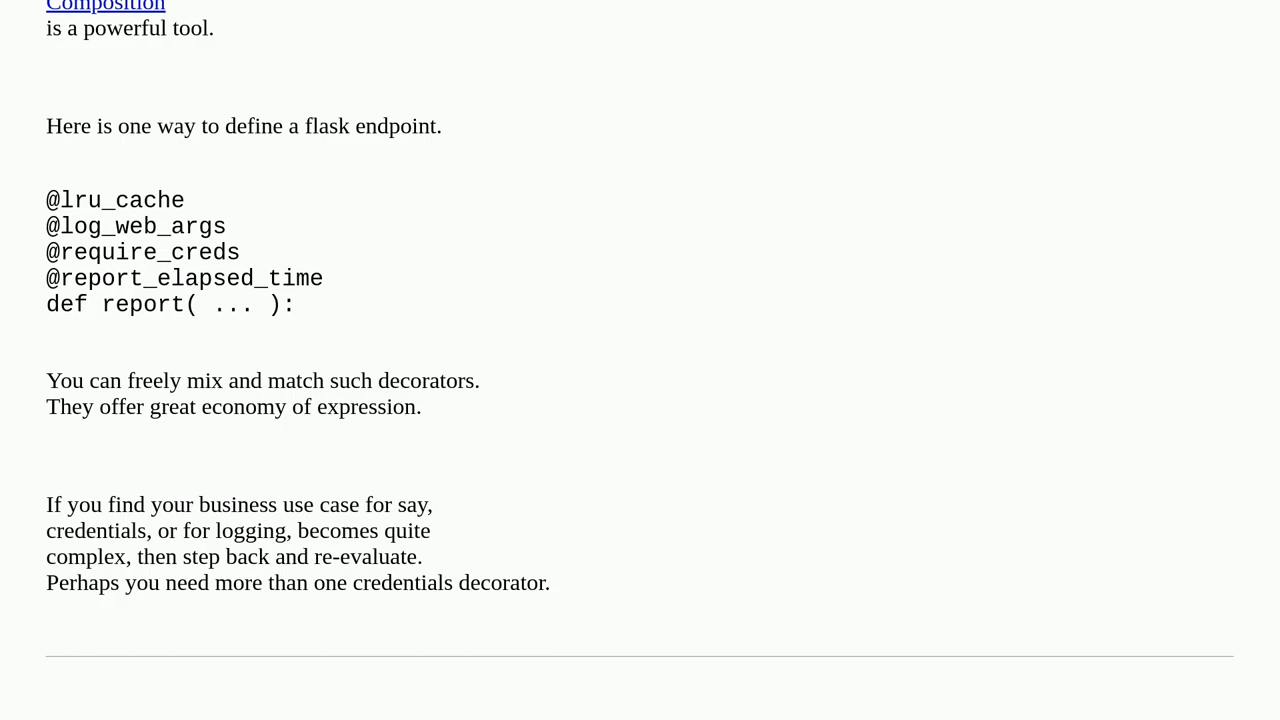 Composition
is a powerful tool.
Here is one way to define a flask endpoint.
@lru_cache
@log_web_args
@require_creds
@report_elapsed_time
def report( ... ):
You can freely mix and match such decorators.
They offer great economy of expression.
If you find your business use case for say,
credentials, or for logging, becomes quite
complex, then step back and re-evaluate.
Perhaps you need more than one credentials decorator.